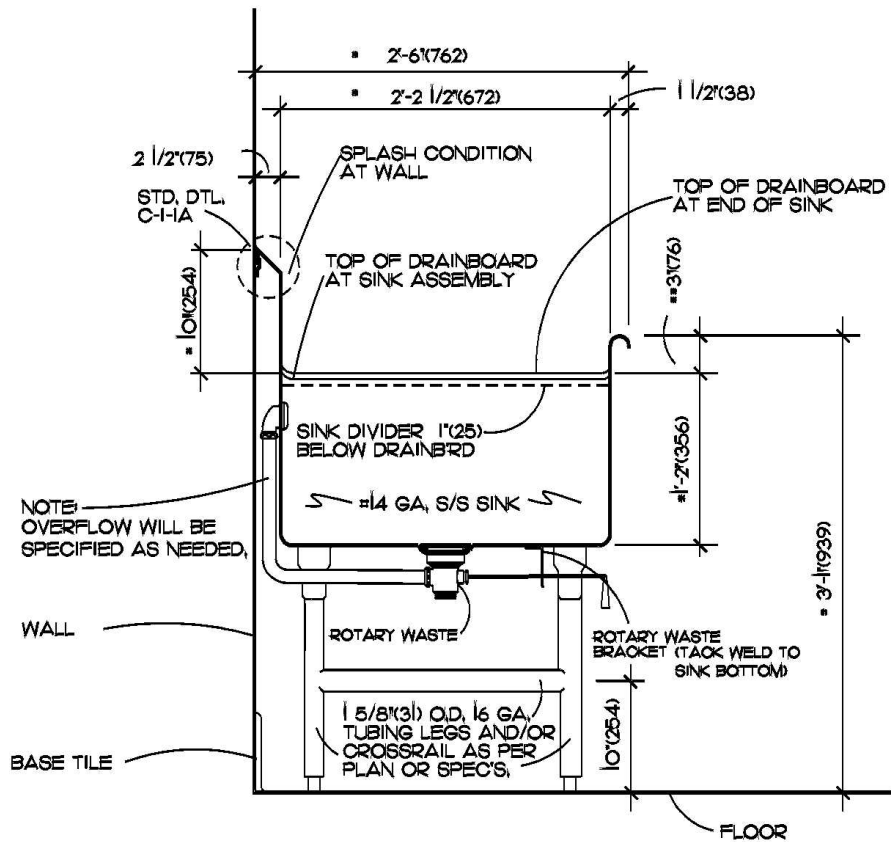 * 2'-6"(762)
* 2'-2 1/2"(672)
1 1/2"(38)
2 1/2"(75)
SPLASH CONDITION
AT WALL
STD. DTL.
C-1-1A
TOP OF DRAINBOARD
AT END OF SINK
TOP OF DRAINBOARD
AT SINK ASSEMBLY
* 10"(254)
**3"(76)
SINK DIVIDER 1"(25)
BELOW DRAINB'RD
*1'-2"(356)
#14 GA. S/S SINK
NOTE:
OVERFLOW WILL BE
SPECIFIED AS NEEDED.
* 3'-1"(939)
WALL
ROTARY WASTE
ROTARY WASTE
BRACKET (TACK WELD TO
SINK BOTTOM)
1 5/8"(31) O.D. 16 GA.
TUBING LEGS AND/OR
CROSSRAIL AS PER
PLAN OR SPEC'S.
10"(254)
BASE TILE
FLOOR